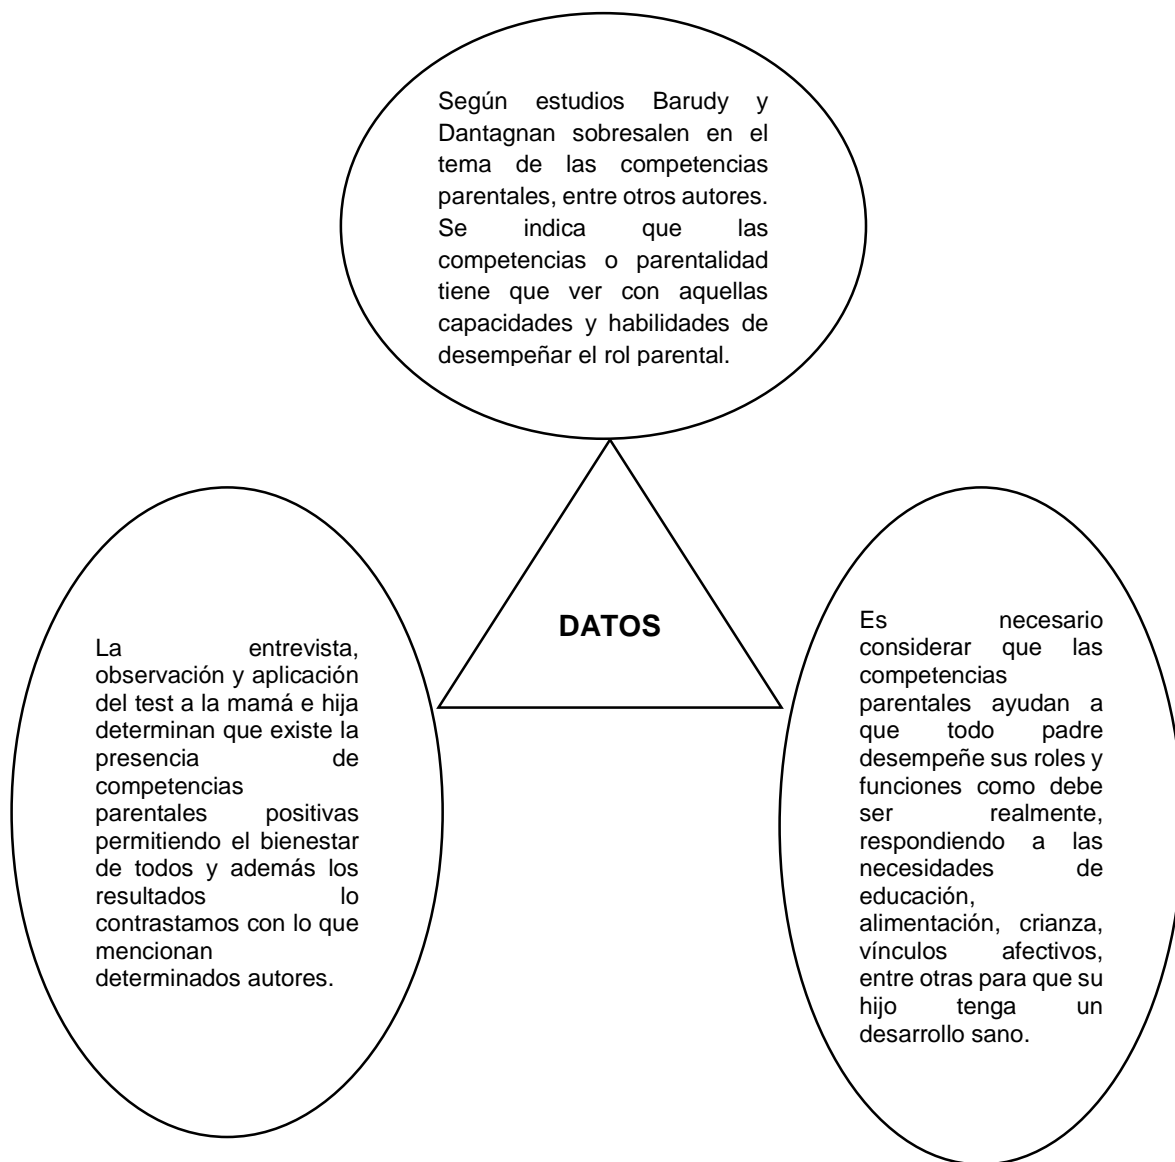 Según estudios Barudy y
Dantagnan sobresalen en el
tema de las competencias
parentales, entre otros autores.
Se indica que las
competencias o parentalidad
tiene que ver con aquellas
capacidades y habilidades de
desempeñar el rol parental.
DATOS
La entrevista,
observación y aplicación
del test a la mamá e hija
determinan que existe la
presencia de
competencias
parentales positivas
permitiendo el bienestar
de todos y además los
resultados lo
contrastamos con lo que
mencionan
determinados autores.
Es necesario
considerar que las
competencias
parentales ayudan a
que todo padre
desempeñe sus roles y
funciones como debe
ser realmente,
respondiendo a las
necesidades de
educación,
alimentación, crianza,
vínculos afectivos,
entre otras para que su
hijo tenga un
desarrollo sano.